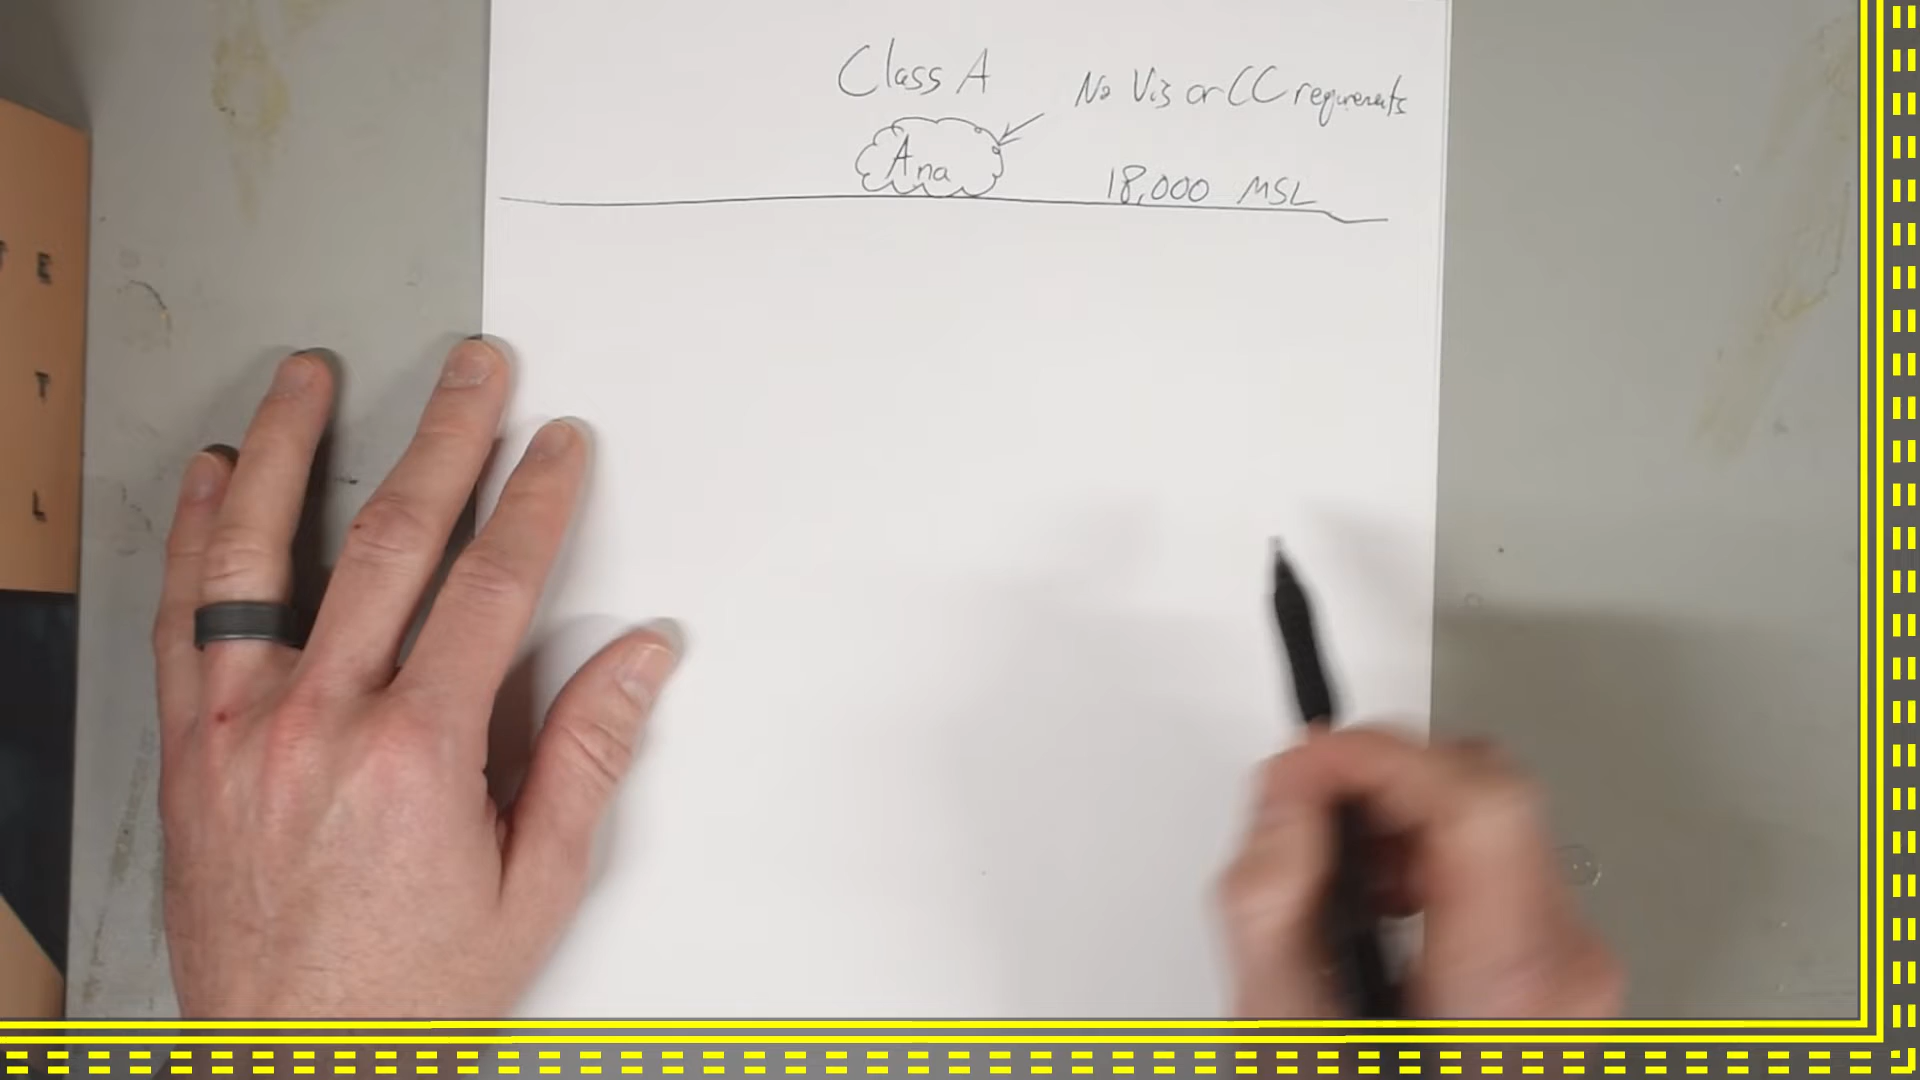 Class A
No Vis or CC requirements
Ana
18,000 MSL
E
T
L